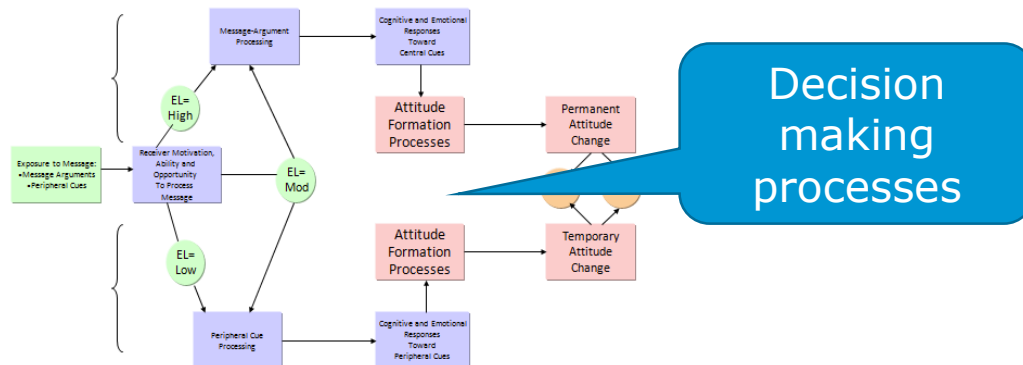 Message-Argument
Processing
Cognitive and Emotional
Responses
Toward
Central Cues
EL=
High
Attitude
Formation
Processes
Permanent
Attitude
Change
Decision
making
processes
Exposure to Message:
•Message Arguments
•Peripheral Cues
Receiver Motivation,
Ability and
Opportunity
To Process
Message
EL=
Mod
EL=
Low
Attitude
Formation
Processes
Temporary
Attitude
Change
Peripheral Cue
Processing
Cognitive and Emotional
Responses
Toward
Peripheral Cues